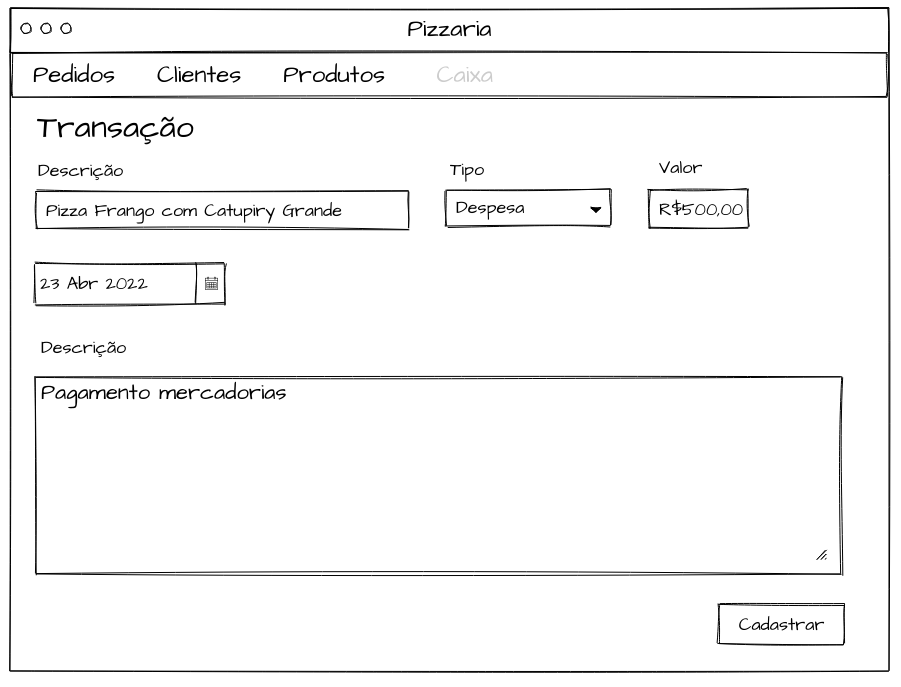 Pizzaria
Pedidos Clientes Produtos Caixa
Transação
Descrição Tipo Valor
Pizza Frango com Catupiry Grande Despesa R$500,00
23 Abr 2022
Descrição
Pagamento mercadorias
Cadastrar